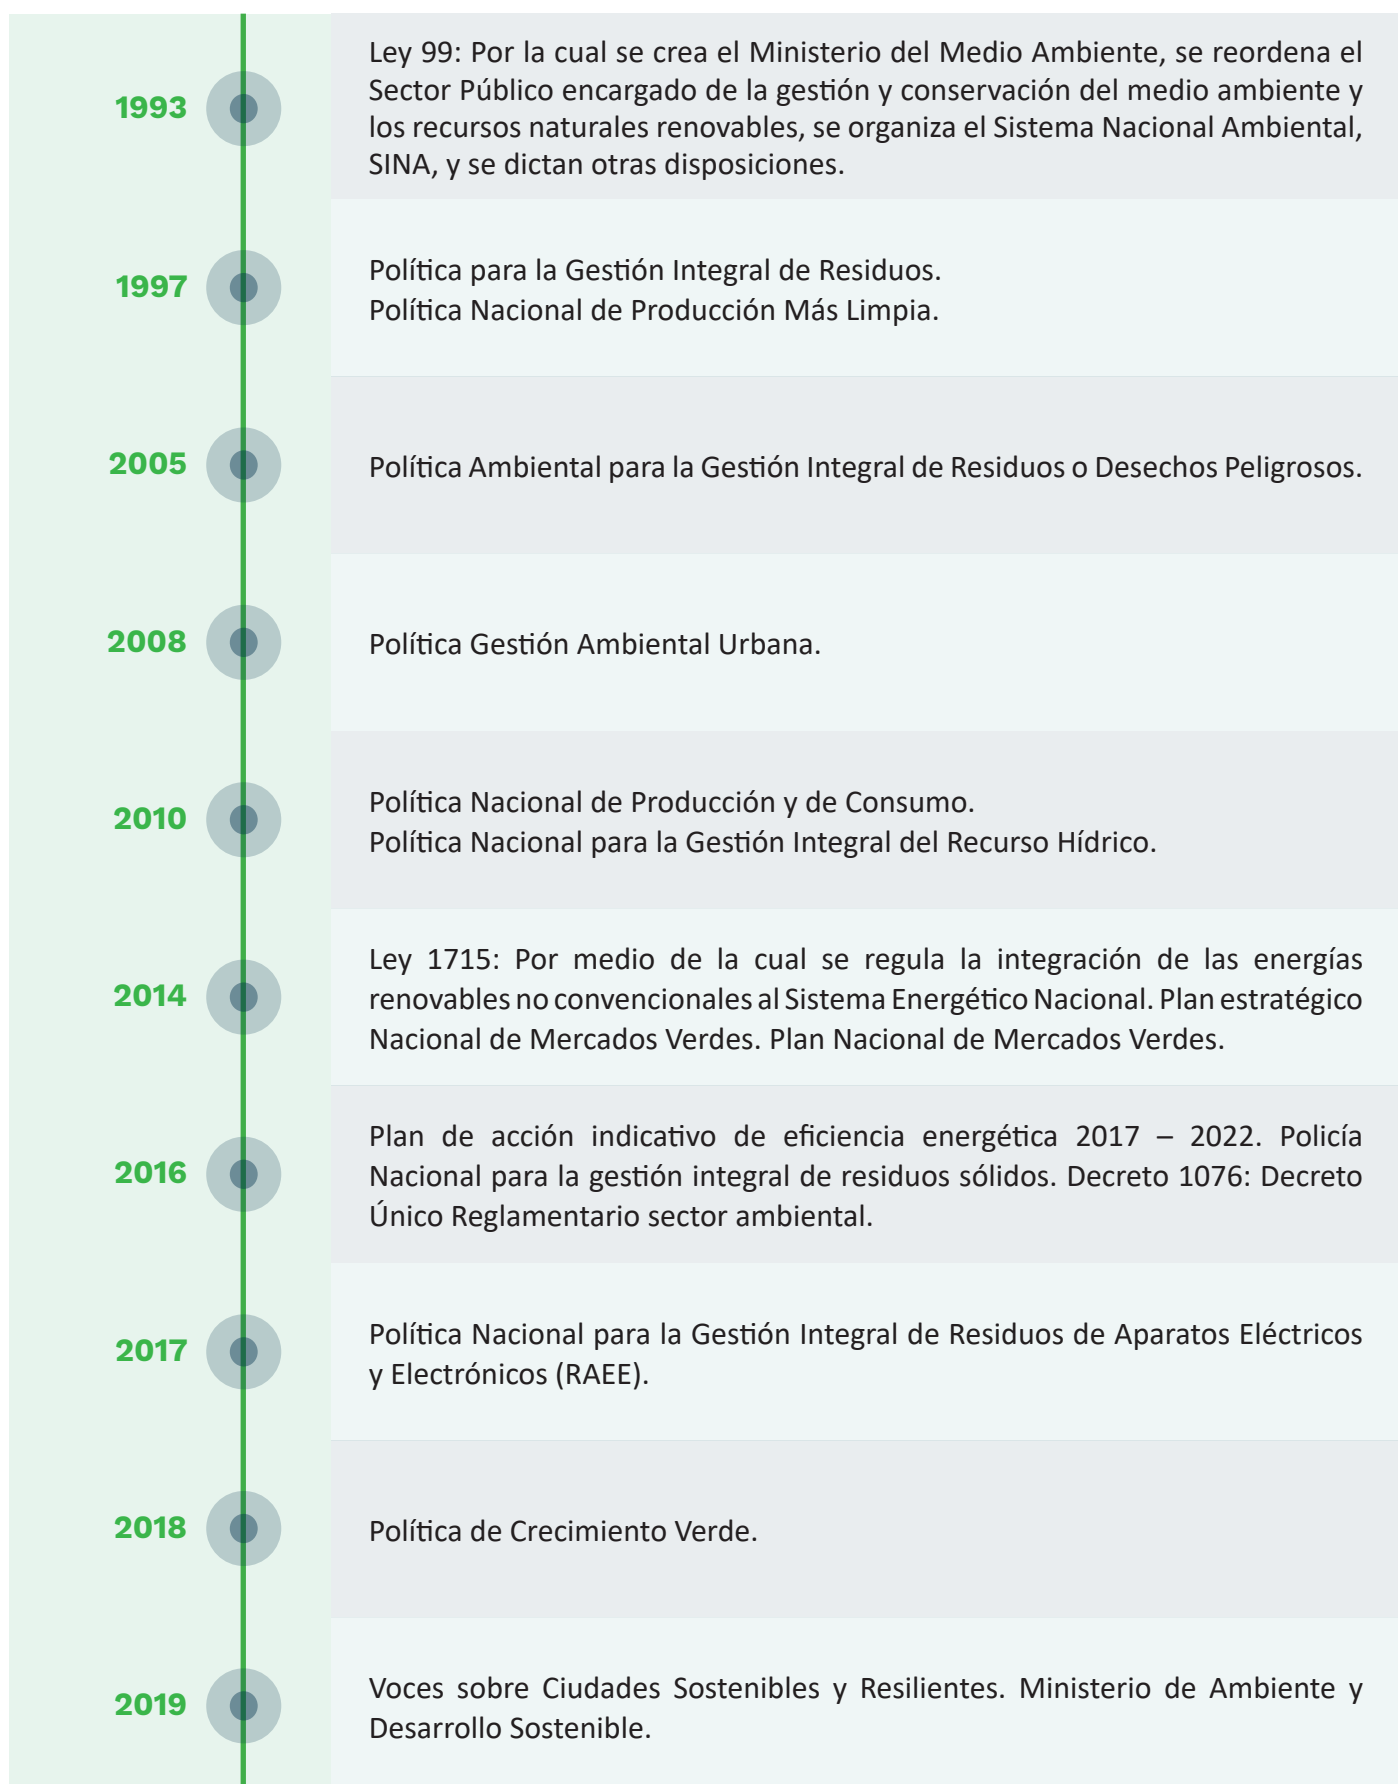 1993
Ley 99: Por la cual se crea el Ministerio del Medio Ambiente, se reordena el
Sector Público encargado de la gestión y conservación del medio ambiente y
los recursos naturales renovables, se organiza el Sistema Nacional Ambiental,
SINA, y se dictan otras disposiciones.
1997
Política para la Gestión Integral de Residuos.
Política Nacional de Producción Más Limpia.
2005
Política Ambiental para la Gestión Integral de Residuos o Desechos Peligrosos.
2008
Política Gestión Ambiental Urbana.
2010
Política Nacional de Producción y de Consumo.
Política Nacional para la Gestión Integral del Recurso Hídrico.
2014
Ley 1715: Por medio de la cual se regula la integración de las energías
renovables no convencionales al Sistema Energético Nacional. Plan estratégico
Nacional de Mercados Verdes. Plan Nacional de Mercados Verdes.
2016
Plan de acción indicativo de eficiencia energética 2017 – 2022. Policía
Nacional para la gestión integral de residuos sólidos. Decreto 1076: Decreto
Único Reglamentario sector ambiental.
2017
Política Nacional para la Gestión Integral de Residuos de Aparatos Eléctricos
y Electrónicos (RAEE).
2018
Política de Crecimiento Verde.
2019
Voces sobre Ciudades Sostenibles y Resilientes. Ministerio de Ambiente y
Desarrollo Sostenible.